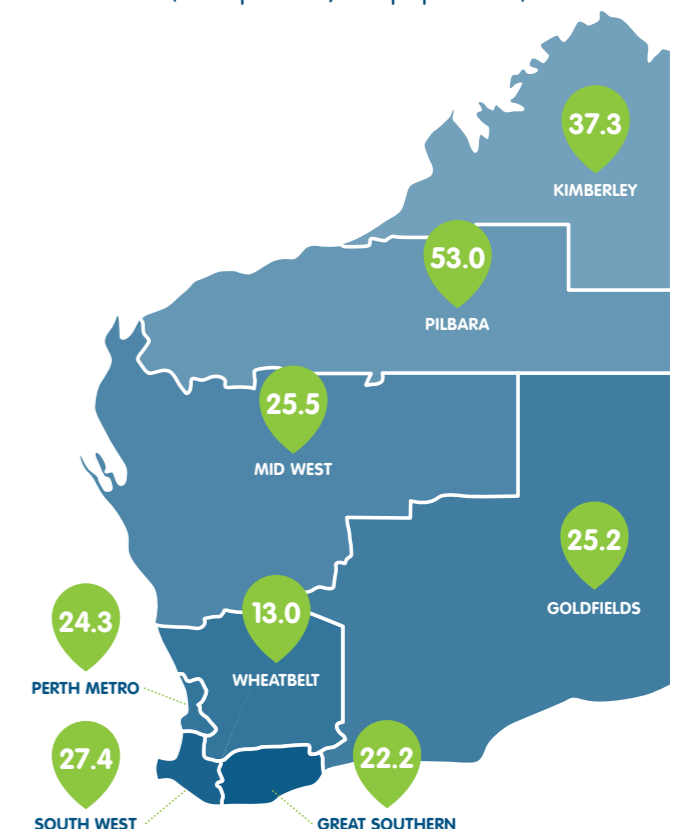 37.3
KIMBERLEY
53.0
PILBARA
25.5
MID WEST
25.2
GOLDFIELDS
24.3
PERTH METRO
13.0
WHEATBELT
27.4
SOUTH WEST
22.2
GREAT SOUTHERN